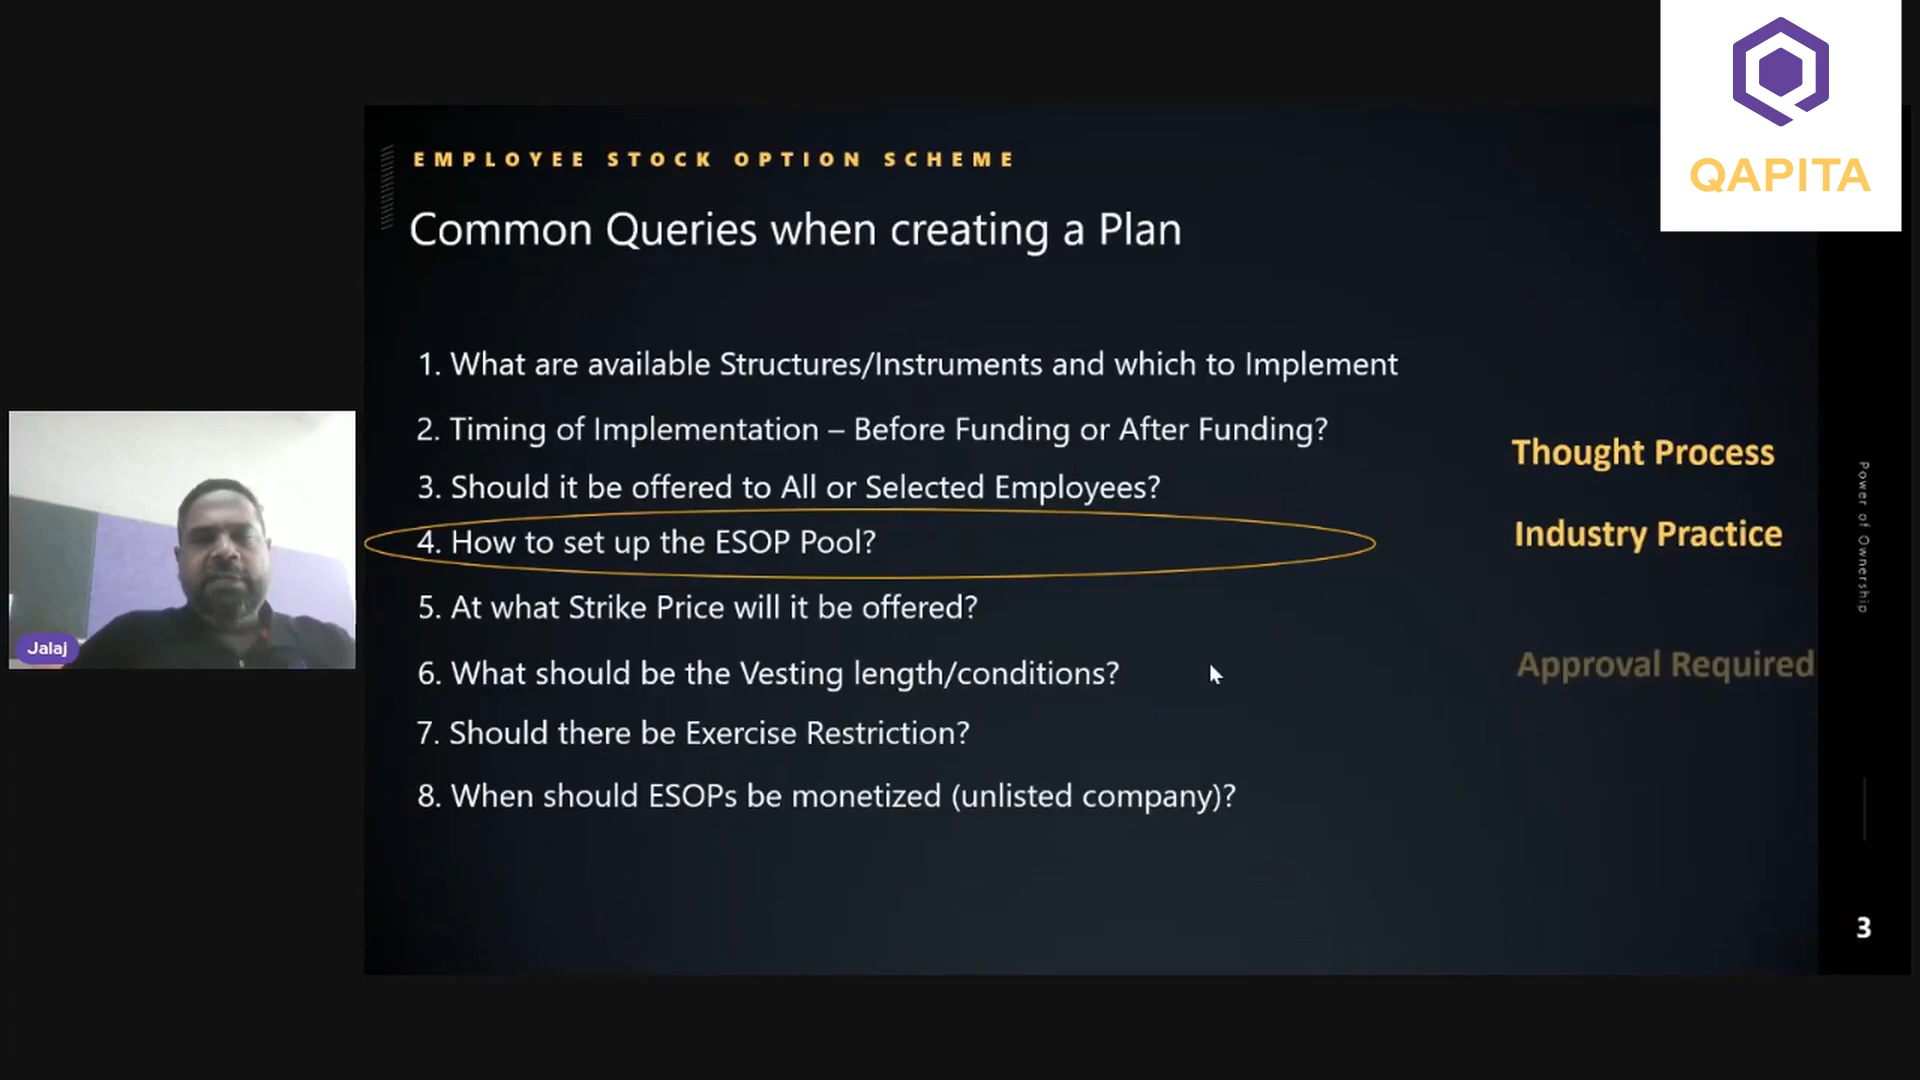 QAPITA
EMPLOYEE STOCK OPTION SCHEME
Common Queries when creating a Plan
1. What are available Structures/Instruments and which to Implement
2. Timing of Implementation – Before Funding or After Funding?
3. Should it be offered to All or Selected Employees?
4. How to set up the ESOP Pool?
5. At what Strike Price will it be offered?
6. What should be the Vesting length/conditions?
7. Should there be Exercise Restriction?
8. When should ESOPs be monetized (unlisted company)?
Thought Process
Industry Practice
Approval Required
Power of Ownership
3
Jalaj